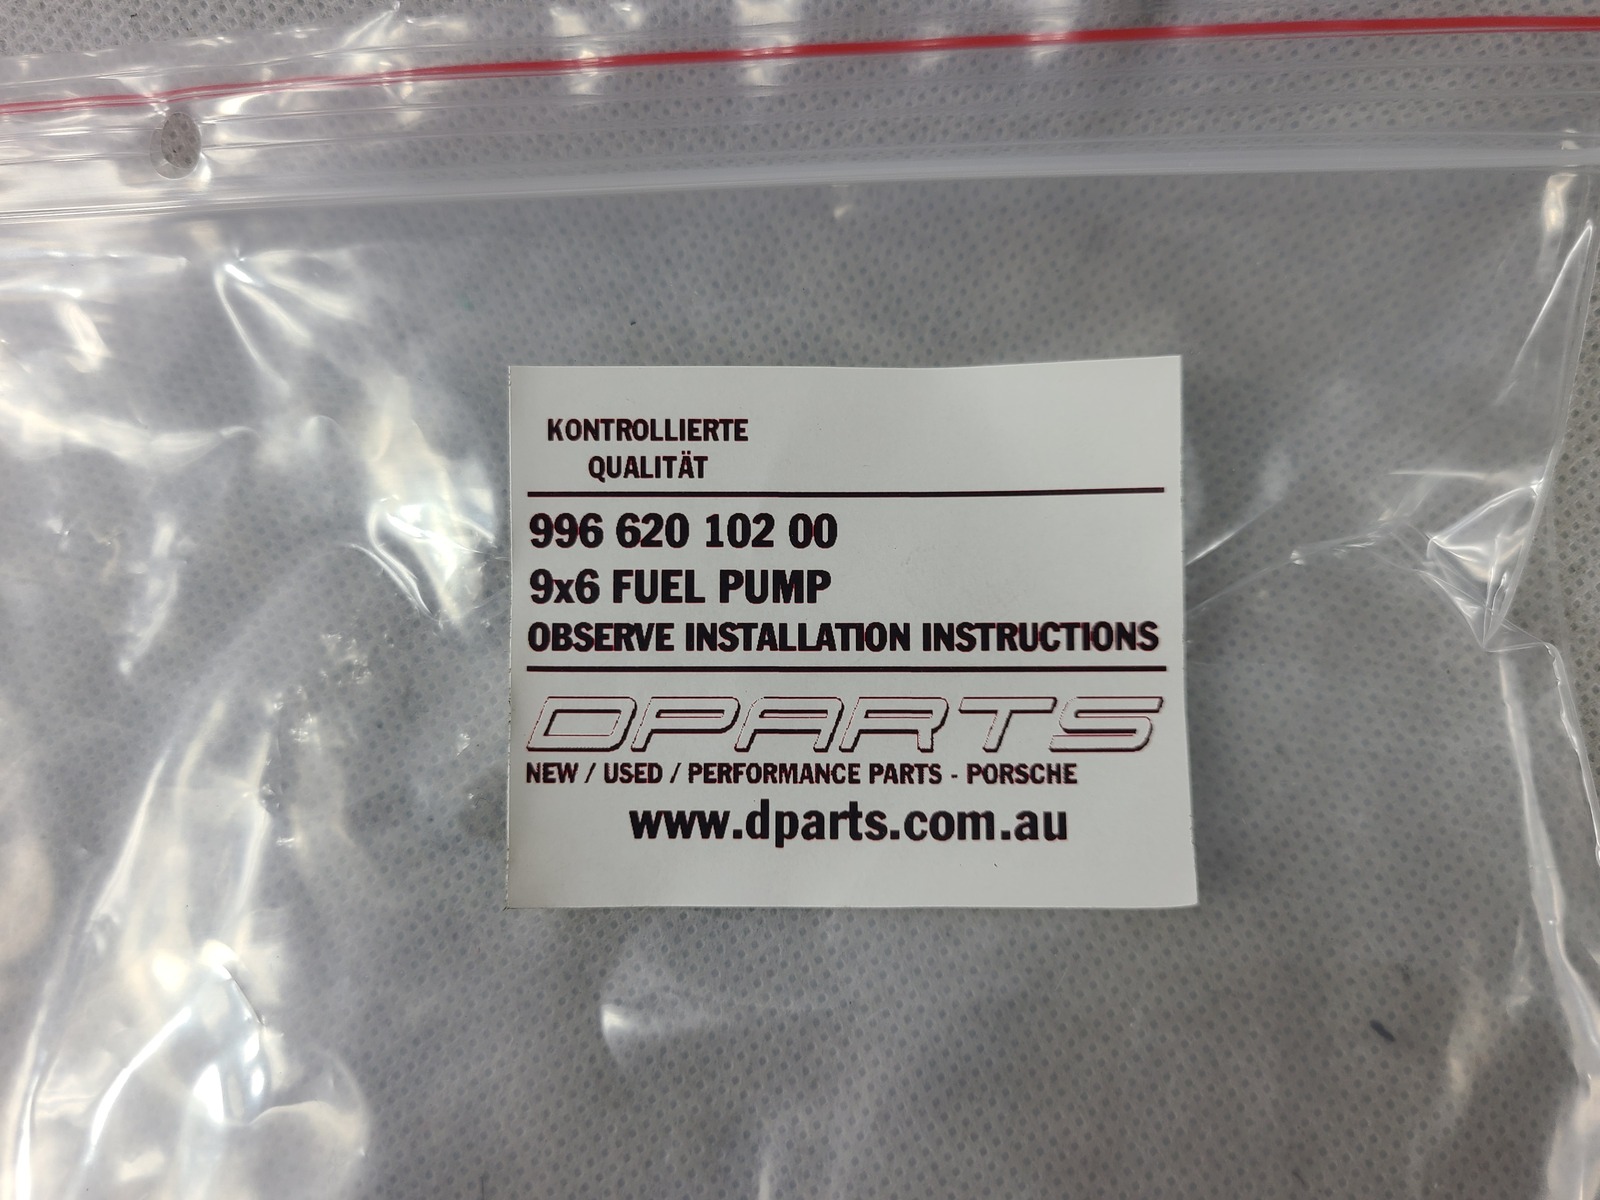 KONTROLLIERTE
QUALITÄT
996 620 102 00
9x6 FUEL PUMP
OBSERVE INSTALLATION INSTRUCTIONS
DPARTS
NEW / USED / PERFORMANCE PARTS - PORSCHE
www.dparts.com.au